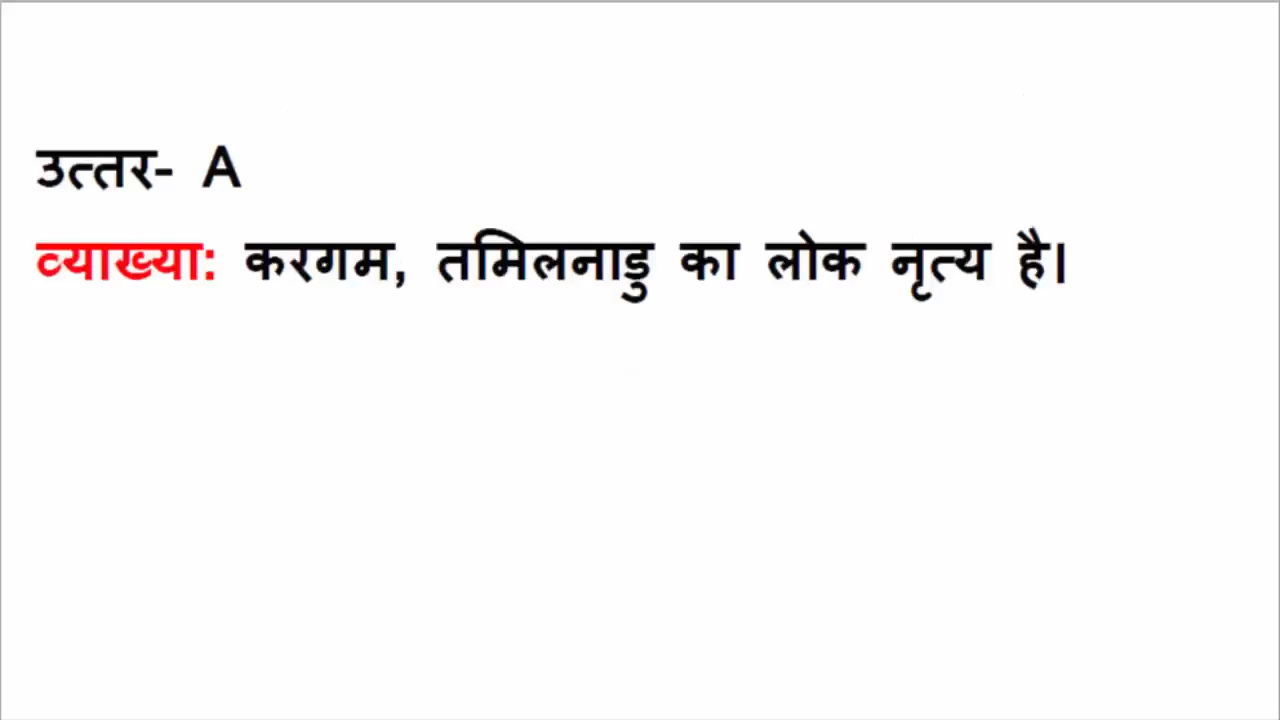 उत्तर- A
व्याख्या: करगम, तमिलनाडु का लोक नृत्य है।